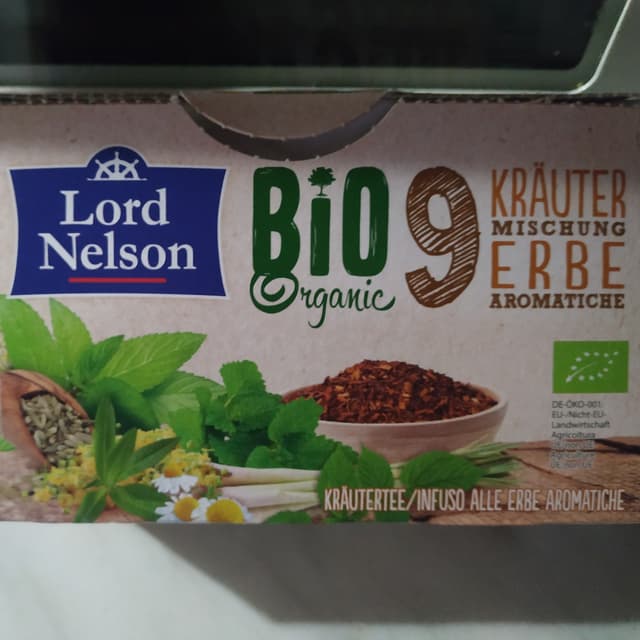 Lord
Nelson
BiO
Organic
9
KRÄUTER
MISCHUNG
ERBE
AROMATICHE
DE-ÖKO-001
EU-/Nicht-EU-
Landwirtschaft
Agricoltura
KRÄUTERTEE/INFUSO ALLE ERBE AROMATICHE